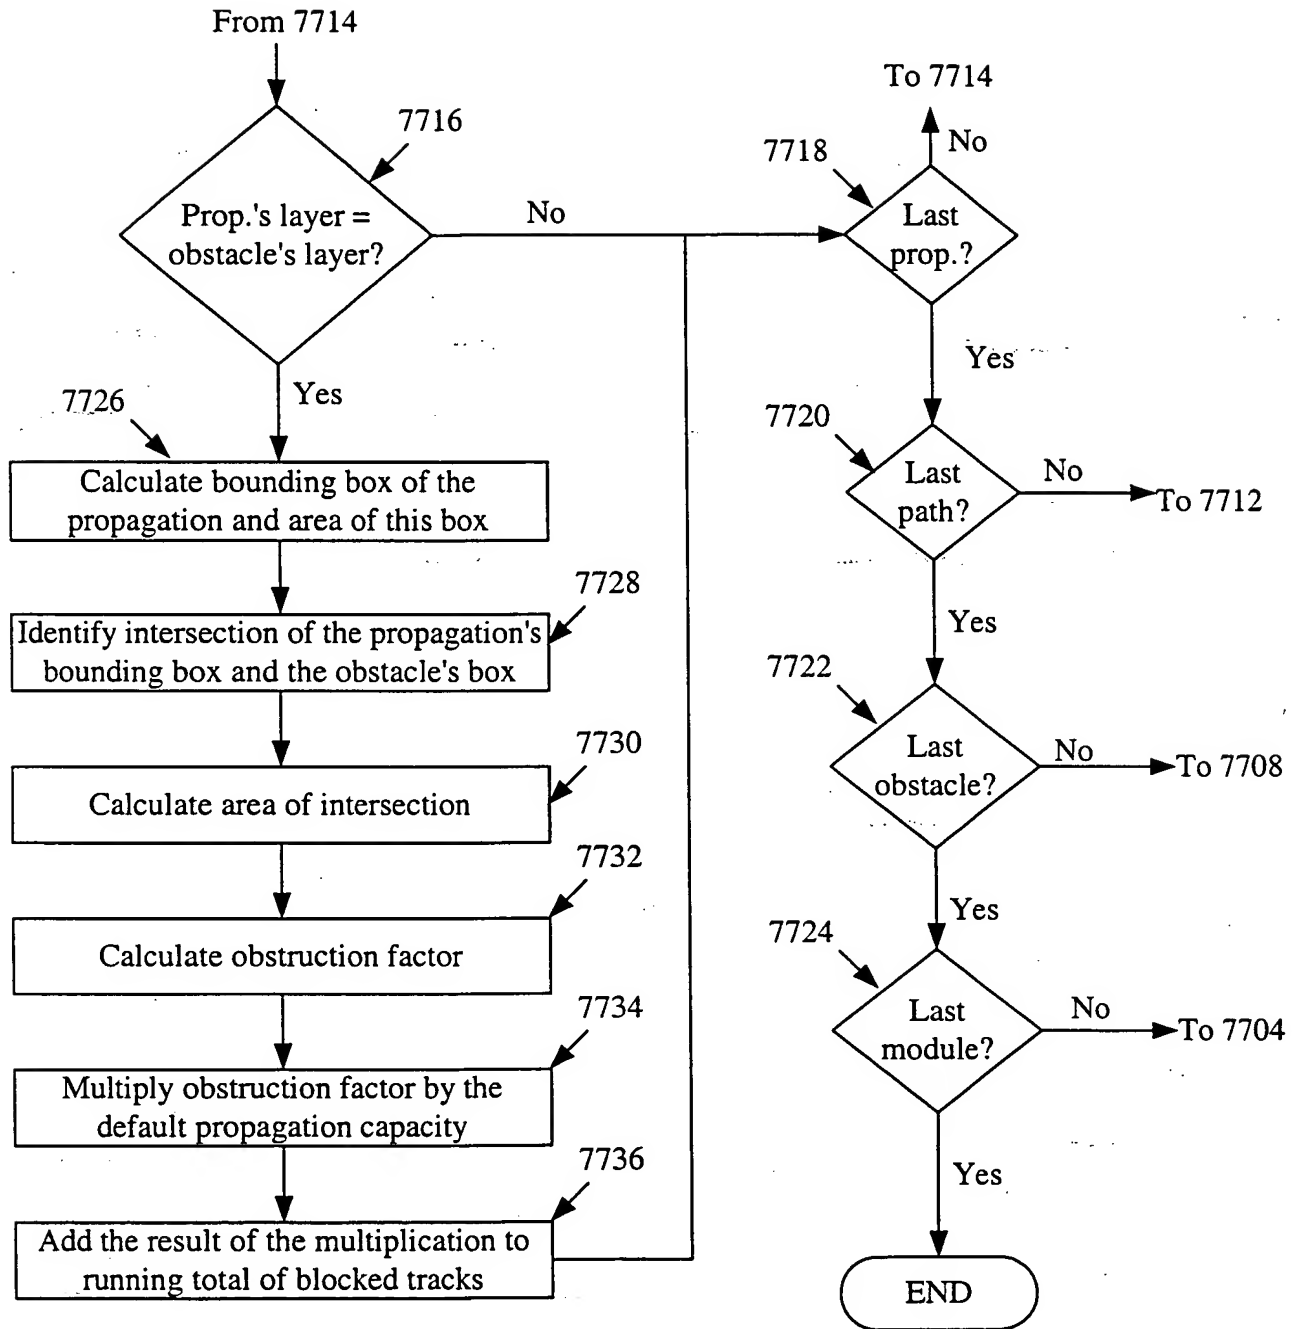 From 7714
7716
Prop.'s layer =
obstacle's layer?
No
Yes
7726
Calculate bounding box of the
propagation and area of this box
7728
Identify intersection of the propagation's
bounding box and the obstacle's box
7730
Calculate area of intersection
7732
Calculate obstruction factor
7734
Multiply obstruction factor by the
default propagation capacity
7736
Add the result of the multiplication to
running total of blocked tracks
To 7714
No
7718
Last
prop.?
Yes
7720
Last
path?
No
To 7712
Yes
7722
Last
obstacle?
No
To 7708
Yes
7724
Last
module?
No
To 7704
Yes
END